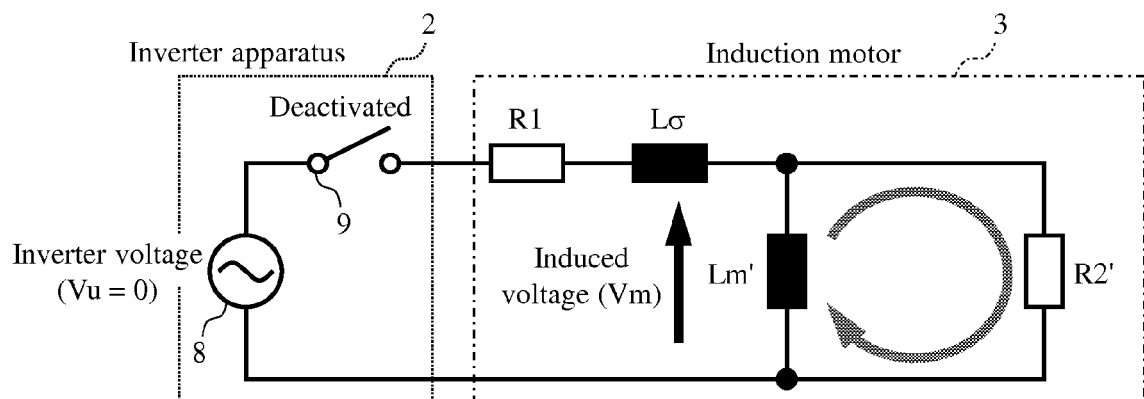 2
3
Inverter apparatus
Induction motor
Deactivated
R1
Lσ
9
Inverter voltage
(Vu = 0)
Induced
voltage (Vm)
Lm'
R2'
8